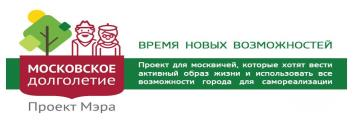 ВРЕМЯ НОВЫХ ВОЗМОЖНОСТЕЙ
МОСКОВСКОЕ
ДОЛГОЛЕТИЕ
Проект Мэра
Проект для москвичей, которые хотят вести
активный образ жизни и использовать все
возможности города для самореализации